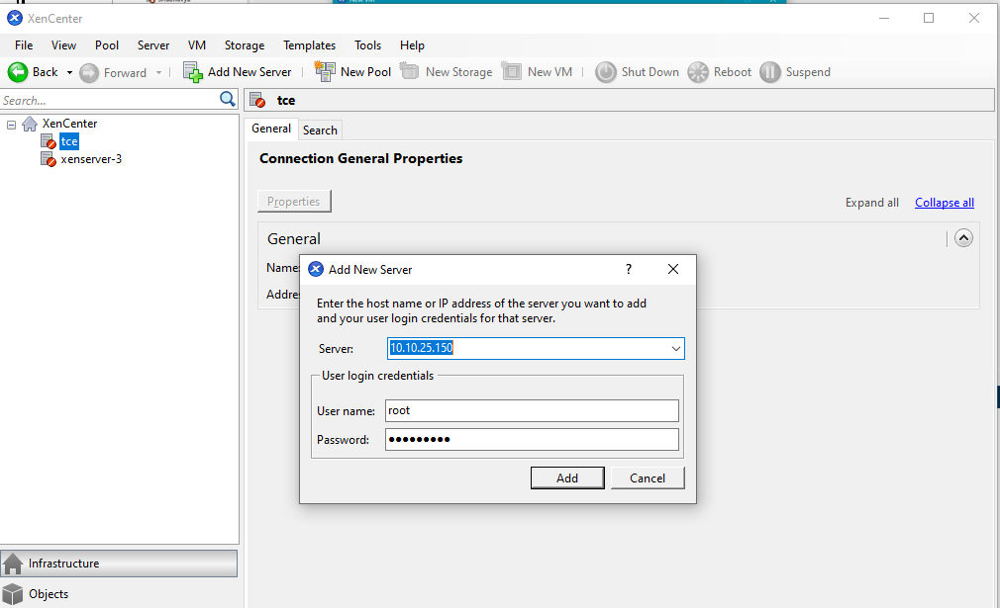 XenCenter
File View Pool Server VM Storage Templates Tools Help
Back Forward Add New Server New Pool New Storage New VM Shut Down Reboot Suspend
Search...
tce
XenCenter
tce
xenserver-3
General Search
Connection General Properties
Properties Expand all Collapse all
General
Name:
Addre
Add New Server ?
Enter the host name or IP address of the server you want to add
and your user login credentials for that server.
Server: 10.10.25.150
User login credentials
User name: root
Password: ●●●●●●●●●
Add Cancel
Infrastructure
Objects